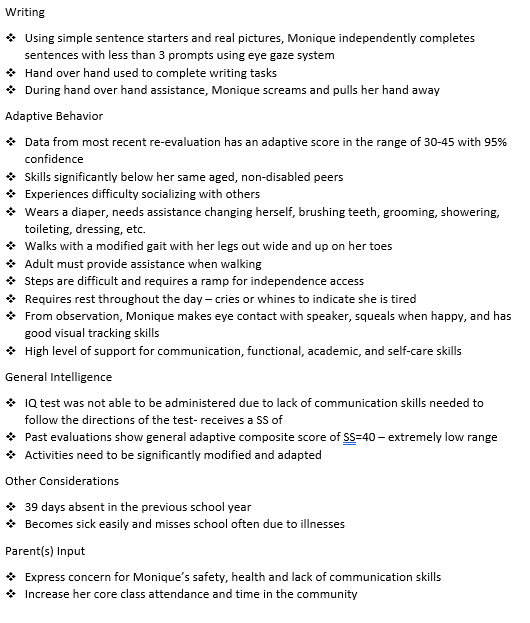 Writing
❖ Using simple sentence starters and real pictures, Monique independently completes
sentences with less than 3 prompts using eye gaze system
❖ Hand over hand used to complete writing tasks
❖ During hand over hand assistance, Monique screams and pulls her hand away
Adaptive Behavior
❖ Data from most recent re-evaluation has an adaptive score in the range of 30-45 with 95%
confidence
❖ Skills significantly below her same aged, non-disabled peers
❖ Experiences difficulty socializing with others
❖ Wears a diaper, needs assistance changing herself, brushing teeth, grooming, showering,
toileting, dressing, etc.
❖ Walks with a modified gait with her legs out wide and up on her toes
❖ Adult must provide assistance when walking
❖ Steps are difficult and requires a ramp for independence access
❖ Requires rest throughout the day – cries or whines to indicate she is tired
❖ From observation, Monique makes eye contact with speaker, squeals when happy, and has
good visual tracking skills
❖ High level of support for communication, functional, academic, and self-care skills
General Intelligence
❖ IQ test was not able to be administered due to lack of communication skills needed to
follow the directions of the test- receives a SS of
❖ Past evaluations show general adaptive composite score of SS=40 – extremely low range
❖ Activities need to be significantly modified and adapted
Other Considerations
❖ 39 days absent in the previous school year
❖ Becomes sick easily and misses school often due to illnesses
Parent(s) Input
❖ Express concern for Monique's safety, health and lack of communication skills
❖ Increase her core class attendance and time in the community